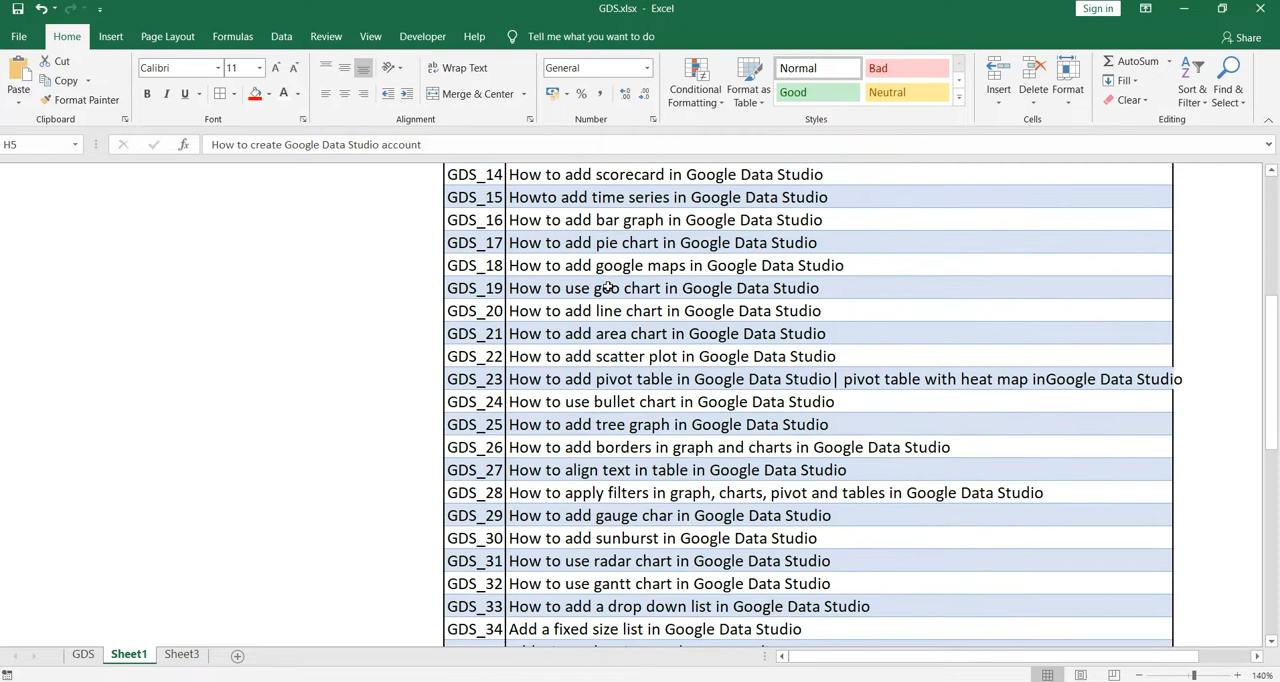 GDS.xlsx - Excel
Sign in
File Home Insert Page Layout Formulas Data Review View Developer Help Tell me what you want to do Share
Paste
Cut
Copy
Format Painter
Clipboard
Calibri 11
B I U
Font
Wrap Text
Merge & Center
Alignment
General
% ,
Number
Conditional Formatting
Format as Table
Normal Bad
Good Neutral
Styles
Insert Delete Format
Cells
AutoSum
Fill
Clear
Sort & Filter
Find & Select
Editing
H5 fx How to create Google Data Studio account
GDS_14 How to add scorecard in Google Data Studio
GDS_15 Howto add time series in Google Data Studio
GDS_16 How to add bar graph in Google Data Studio
GDS_17 How to add pie chart in Google Data Studio
GDS_18 How to add google maps in Google Data Studio
GDS_19 How to use geo chart in Google Data Studio
GDS_20 How to add line chart in Google Data Studio
GDS_21 How to add area chart in Google Data Studio
GDS_22 How to add scatter plot in Google Data Studio
GDS_23 How to add pivot table in Google Data Studio| pivot table with heat map inGoogle Data Studio
GDS_24 How to use bullet chart in Google Data Studio
GDS_25 How to add tree graph in Google Data Studio
GDS_26 How to add borders in graph and charts in Google Data Studio
GDS_27 How to align text in table in Google Data Studio
GDS_28 How to apply filters in graph, charts, pivot and tables in Google Data Studio
GDS_29 How to add gauge char in Google Data Studio
GDS_30 How to add sunburst in Google Data Studio
GDS_31 How to use radar chart in Google Data Studio
GDS_32 How to use gantt chart in Google Data Studio
GDS_33 How to add a drop down list in Google Data Studio
GDS_34 Add a fixed size list in Google Data Studio
GDS Sheet1 Sheet3
140%